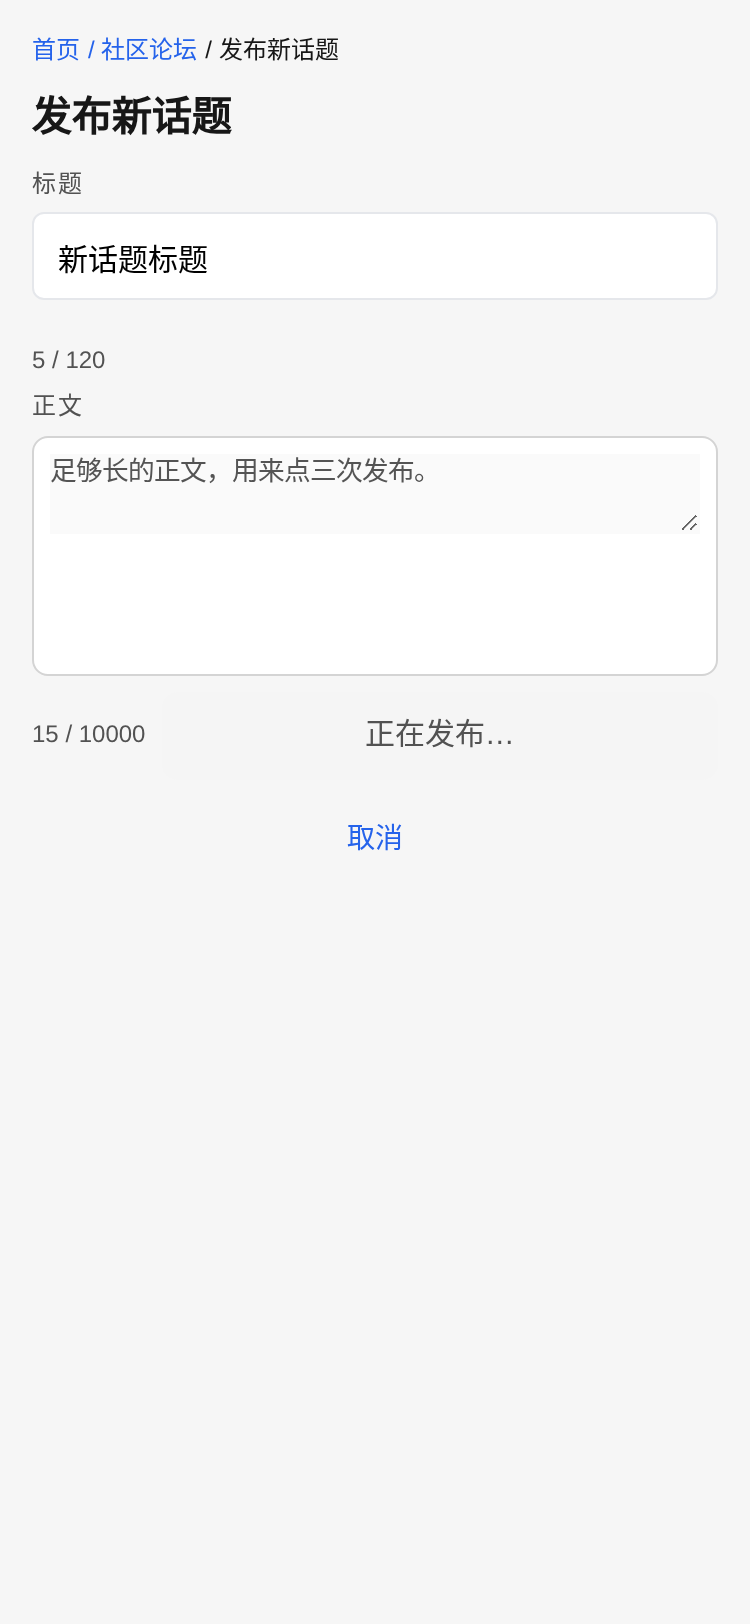 首页 / 社区论坛 / 发布新话题
发布新话题
标题
新话题标题
5 / 120
正文
足够长的正文，用来点三次发布。
15 / 10000 正在发布…
取消